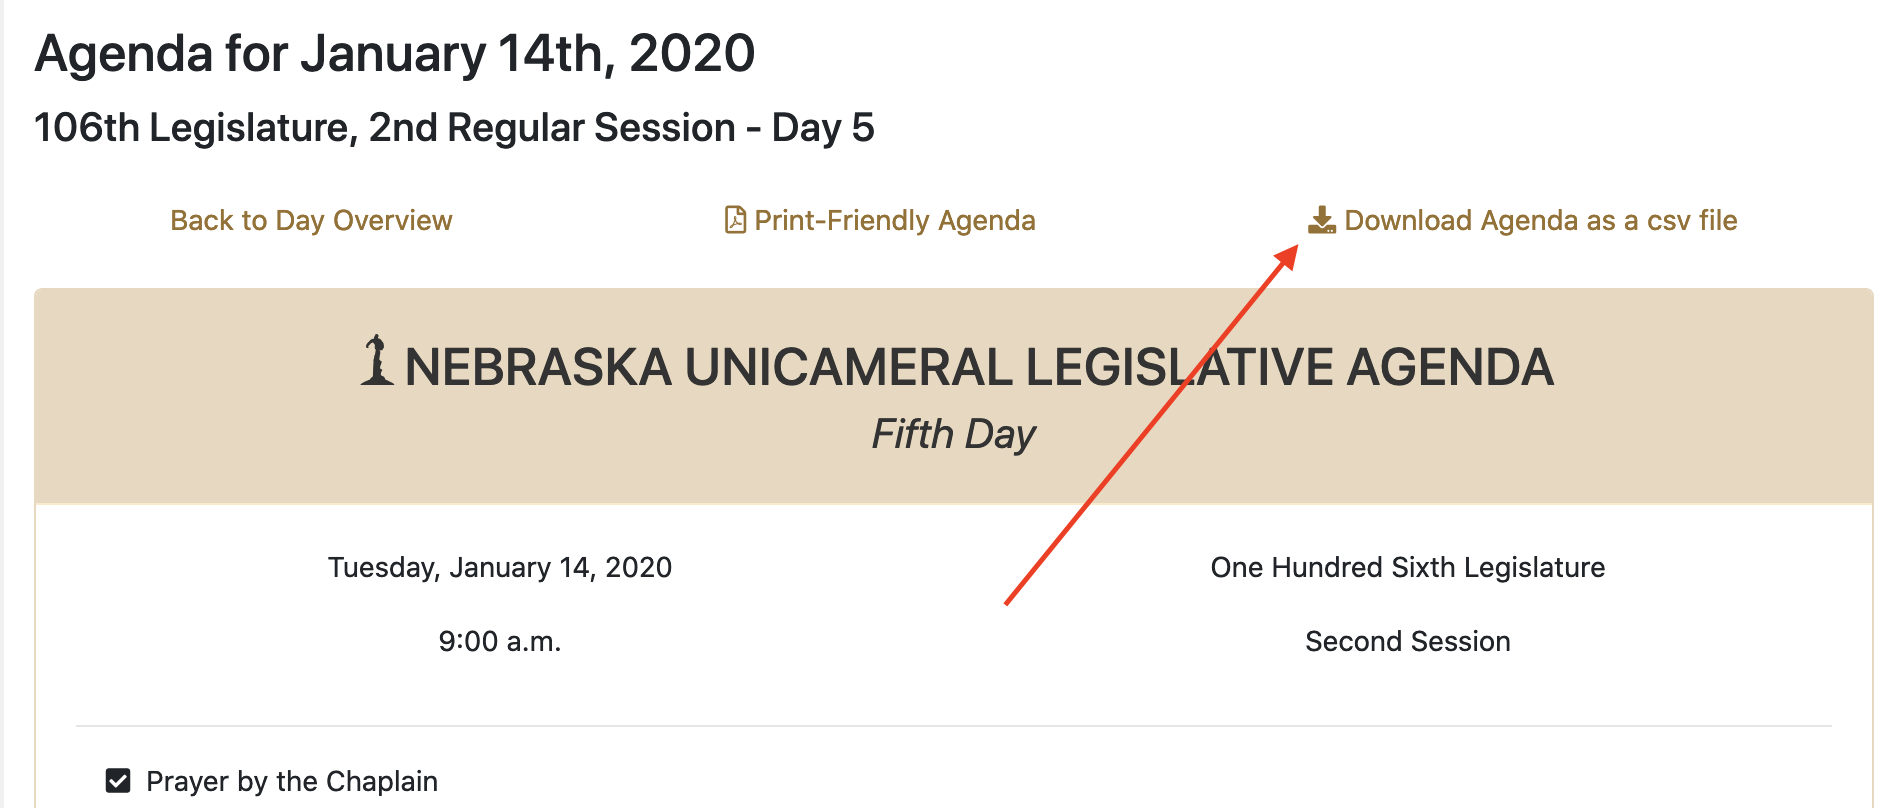 Agenda for January 14th, 2020
106th Legislature, 2nd Regular Session - Day 5
Back to Day Overview
Print-Friendly Agenda
Download Agenda as a csv file
NEBRASKA UNICAMERAL LEGISLATIVE AGENDA
Fifth Day
Tuesday, January 14, 2020
One Hundred Sixth Legislature
9:00 a.m.
Second Session
Prayer by the Chaplain